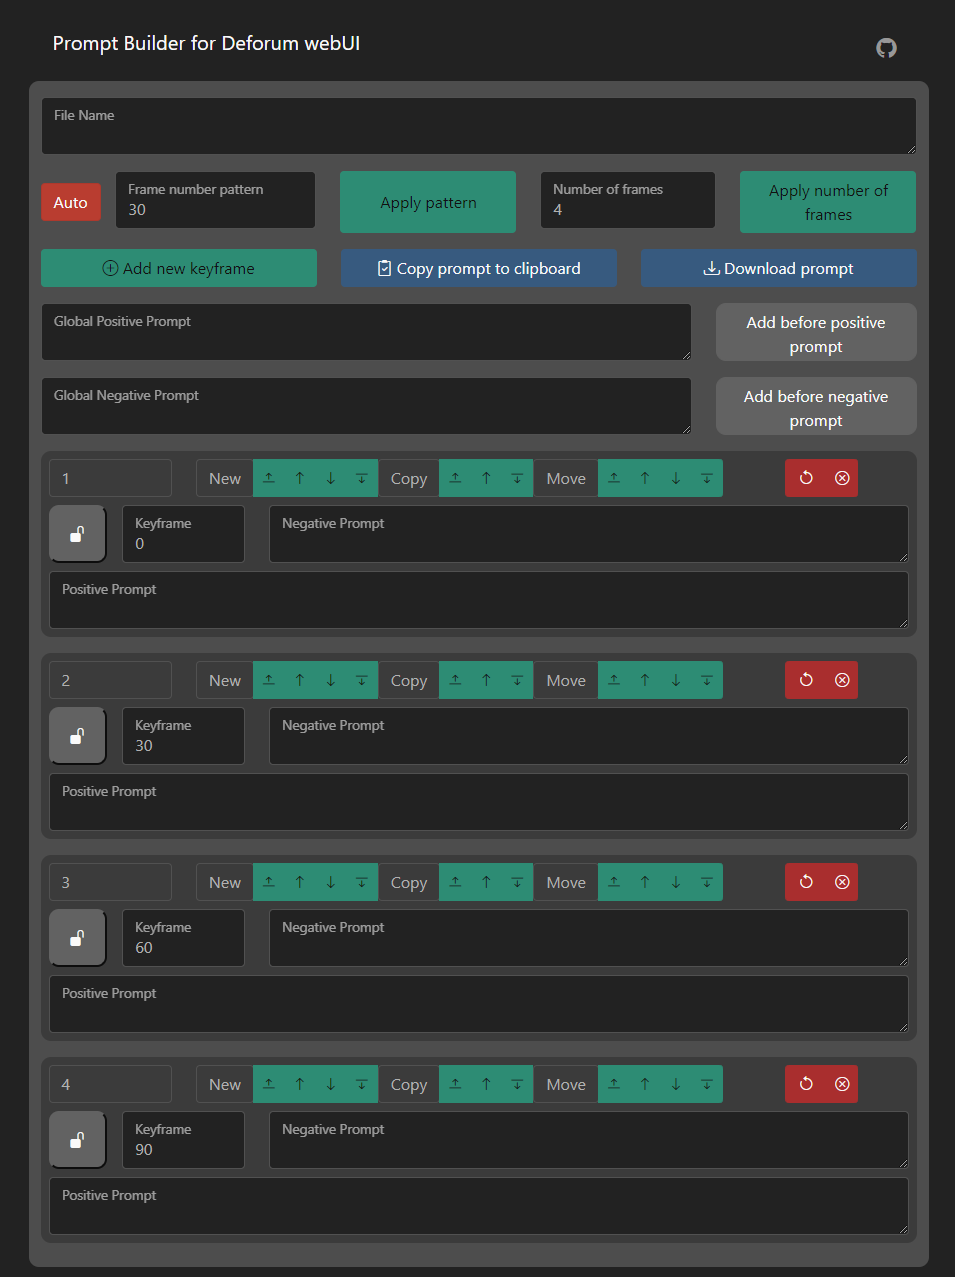 Prompt Builder for Deforum webUI
File Name
Auto
Frame number pattern
30
Apply pattern
Number of frames
4
Apply number of
frames
Add new keyframe
Copy prompt to clipboard
Download prompt
Global Positive Prompt
Add before positive
prompt
Global Negative Prompt
Add before negative
prompt
1 New Copy Move
Keyframe
0
Negative Prompt
Positive Prompt
2 New Copy Move
Keyframe
30
Negative Prompt
Positive Prompt
3 New Copy Move
Keyframe
60
Negative Prompt
Positive Prompt
4 New Copy Move
Keyframe
90
Negative Prompt
Positive Prompt